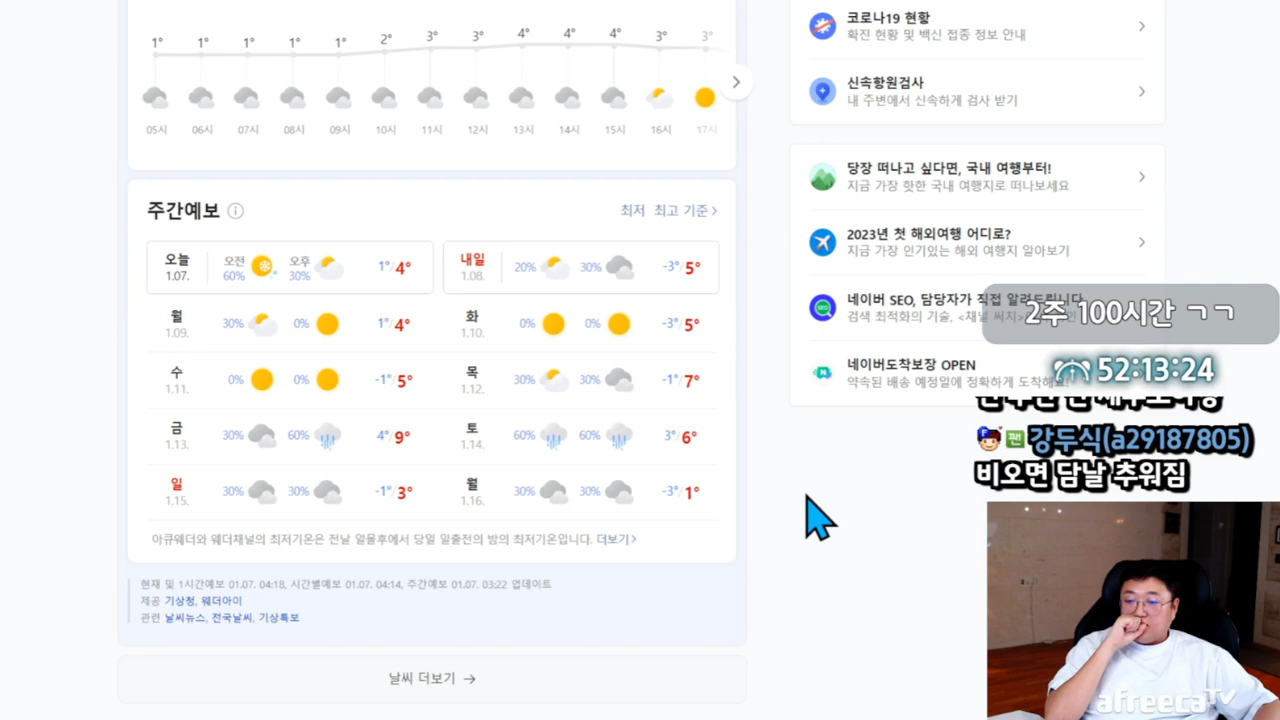 1° 1° 1° 1° 1° 2° 3° 3° 4° 4° 4° 3° 3°
05시 06시 07시 08시 09시 10시 11시 12시 13시 14시 15시 16시 17시
주간예보
최저 최고 기준
오늘 1.07. 오전 60% 오후 30% 1°/4°
내일 1.08. 20% 30% -3°/5°
월 1.09. 30% 0% 1°/4°
화 1.10. 0% 0% -3°/5°
수 1.11. 0% 0% -1°/5°
목 1.12. 30% 30% -1°/7°
금 1.13. 30% 60% 4°/9°
토 1.14. 60% 60% 3°/6°
일 1.15. 30% 30% -1°/3°
월 1.16. 30% 30% -3°/1°
아큐웨더와 웨더채널의 최저기온은 전날 일몰후에서 당일 일출전의 밤의 최저기온입니다. 더보기
현재 및 1시간예보 01.07. 04:18, 시간별예보 01.07. 04:14, 주간예보 01.07. 03:22 업데이트
제공 기상청, 웨더아이
관련 날씨뉴스, 전국날씨, 기상특보
날씨 더보기 →
코로나19 현황
확진 현황 및 백신 접종 정보 안내
신속항원검사
내 주변에서 신속하게 검사 받기
당장 떠나고 싶다면, 국내 여행부터!
지금 가장 핫한 국내 여행지로 떠나보세요
2023년 첫 해외여행 어디로?
지금 가장 인기있는 해외 여행지 알아보기
SEO
네이버 SEO, 담당자가 직접 알려드립니다
검색 최적화의 기술, <채널 써치>
N
네이버도착보장 OPEN
약속된 배송 예정일에 정확하게 도착해요!
2주 100시간 ㄱㄱ
52:13:24
F 팬 강두식(a29187805)
비오면 담날 추워짐
afreecaTV